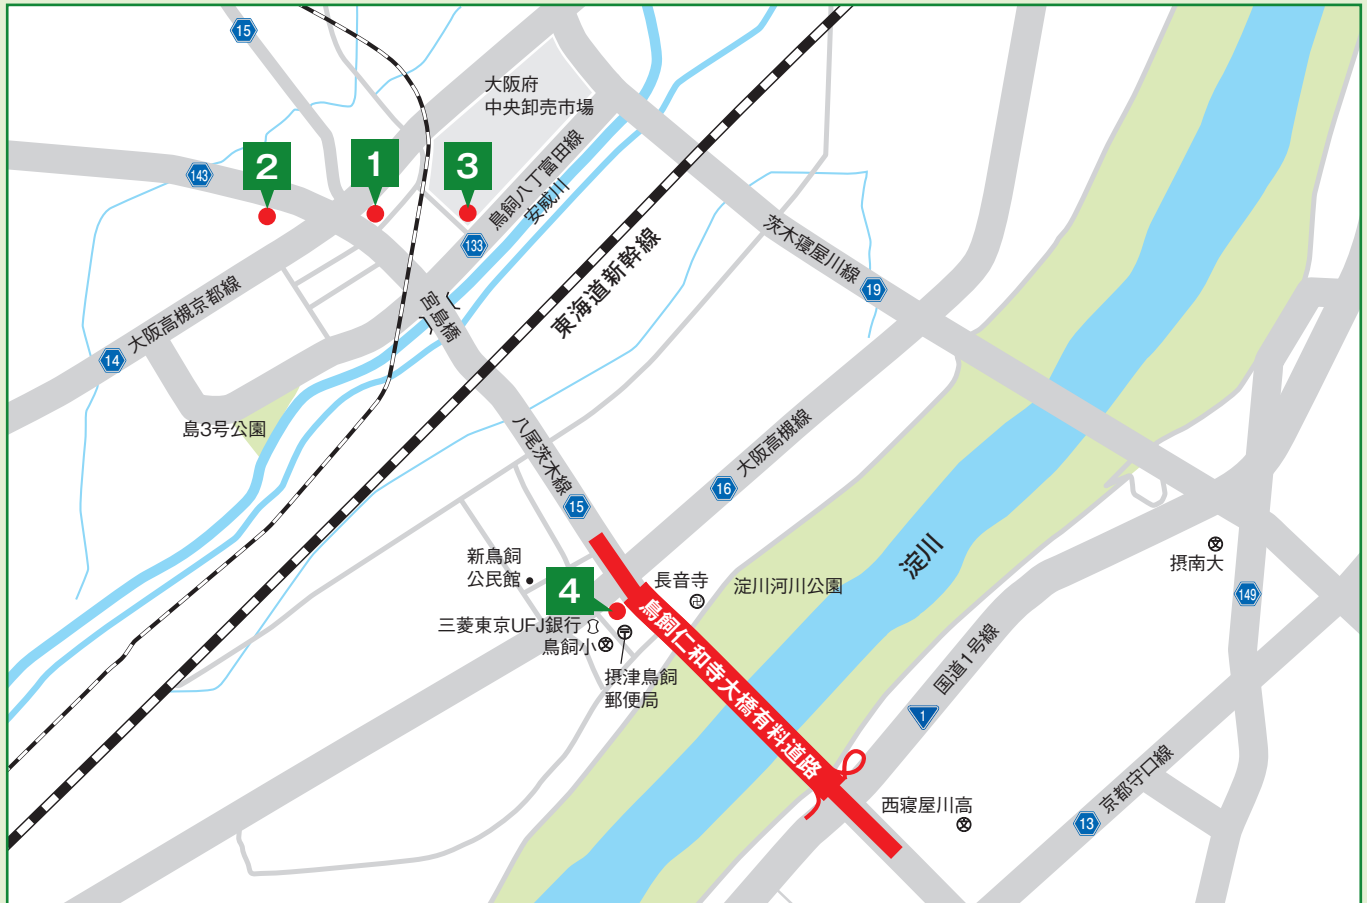 15
大阪府
中央卸売市場
143
2
1
3
鳥飼八丁富田線
安威川
133
茨木寝屋川線
19
東海道新幹線
宮島橋
大阪高槻京都線
14
島3号公園
八尾茨木線
15
大阪高槻線
16
淀川
新鳥飼
公民館
4
長音寺
淀川河川公園
摂南大
三菱東京UFJ銀行
鳥飼小
摂津鳥飼
郵便局
鳥飼仁和寺大橋有料道路
149
国道1号線
1
西寝屋川高
京都守口線
13